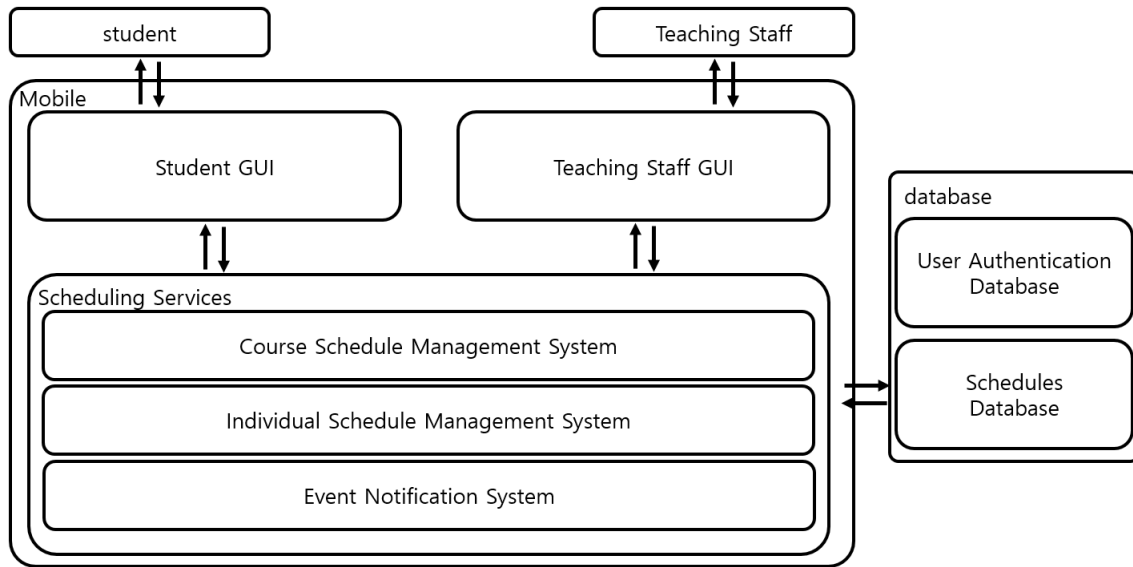 student
Teaching Staff
Mobile
Student GUI
Teaching Staff GUI
database
User Authentication
Database
Schedules
Database
Scheduling Services
Course Schedule Management System
Individual Schedule Management System
Event Notification System